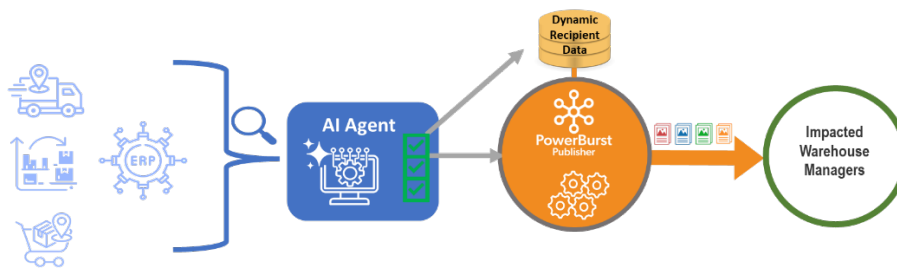 Dynamic
Recipient
Data
ERP
AI Agent
PowerBurst
Publisher
Impacted
Warehouse
Managers